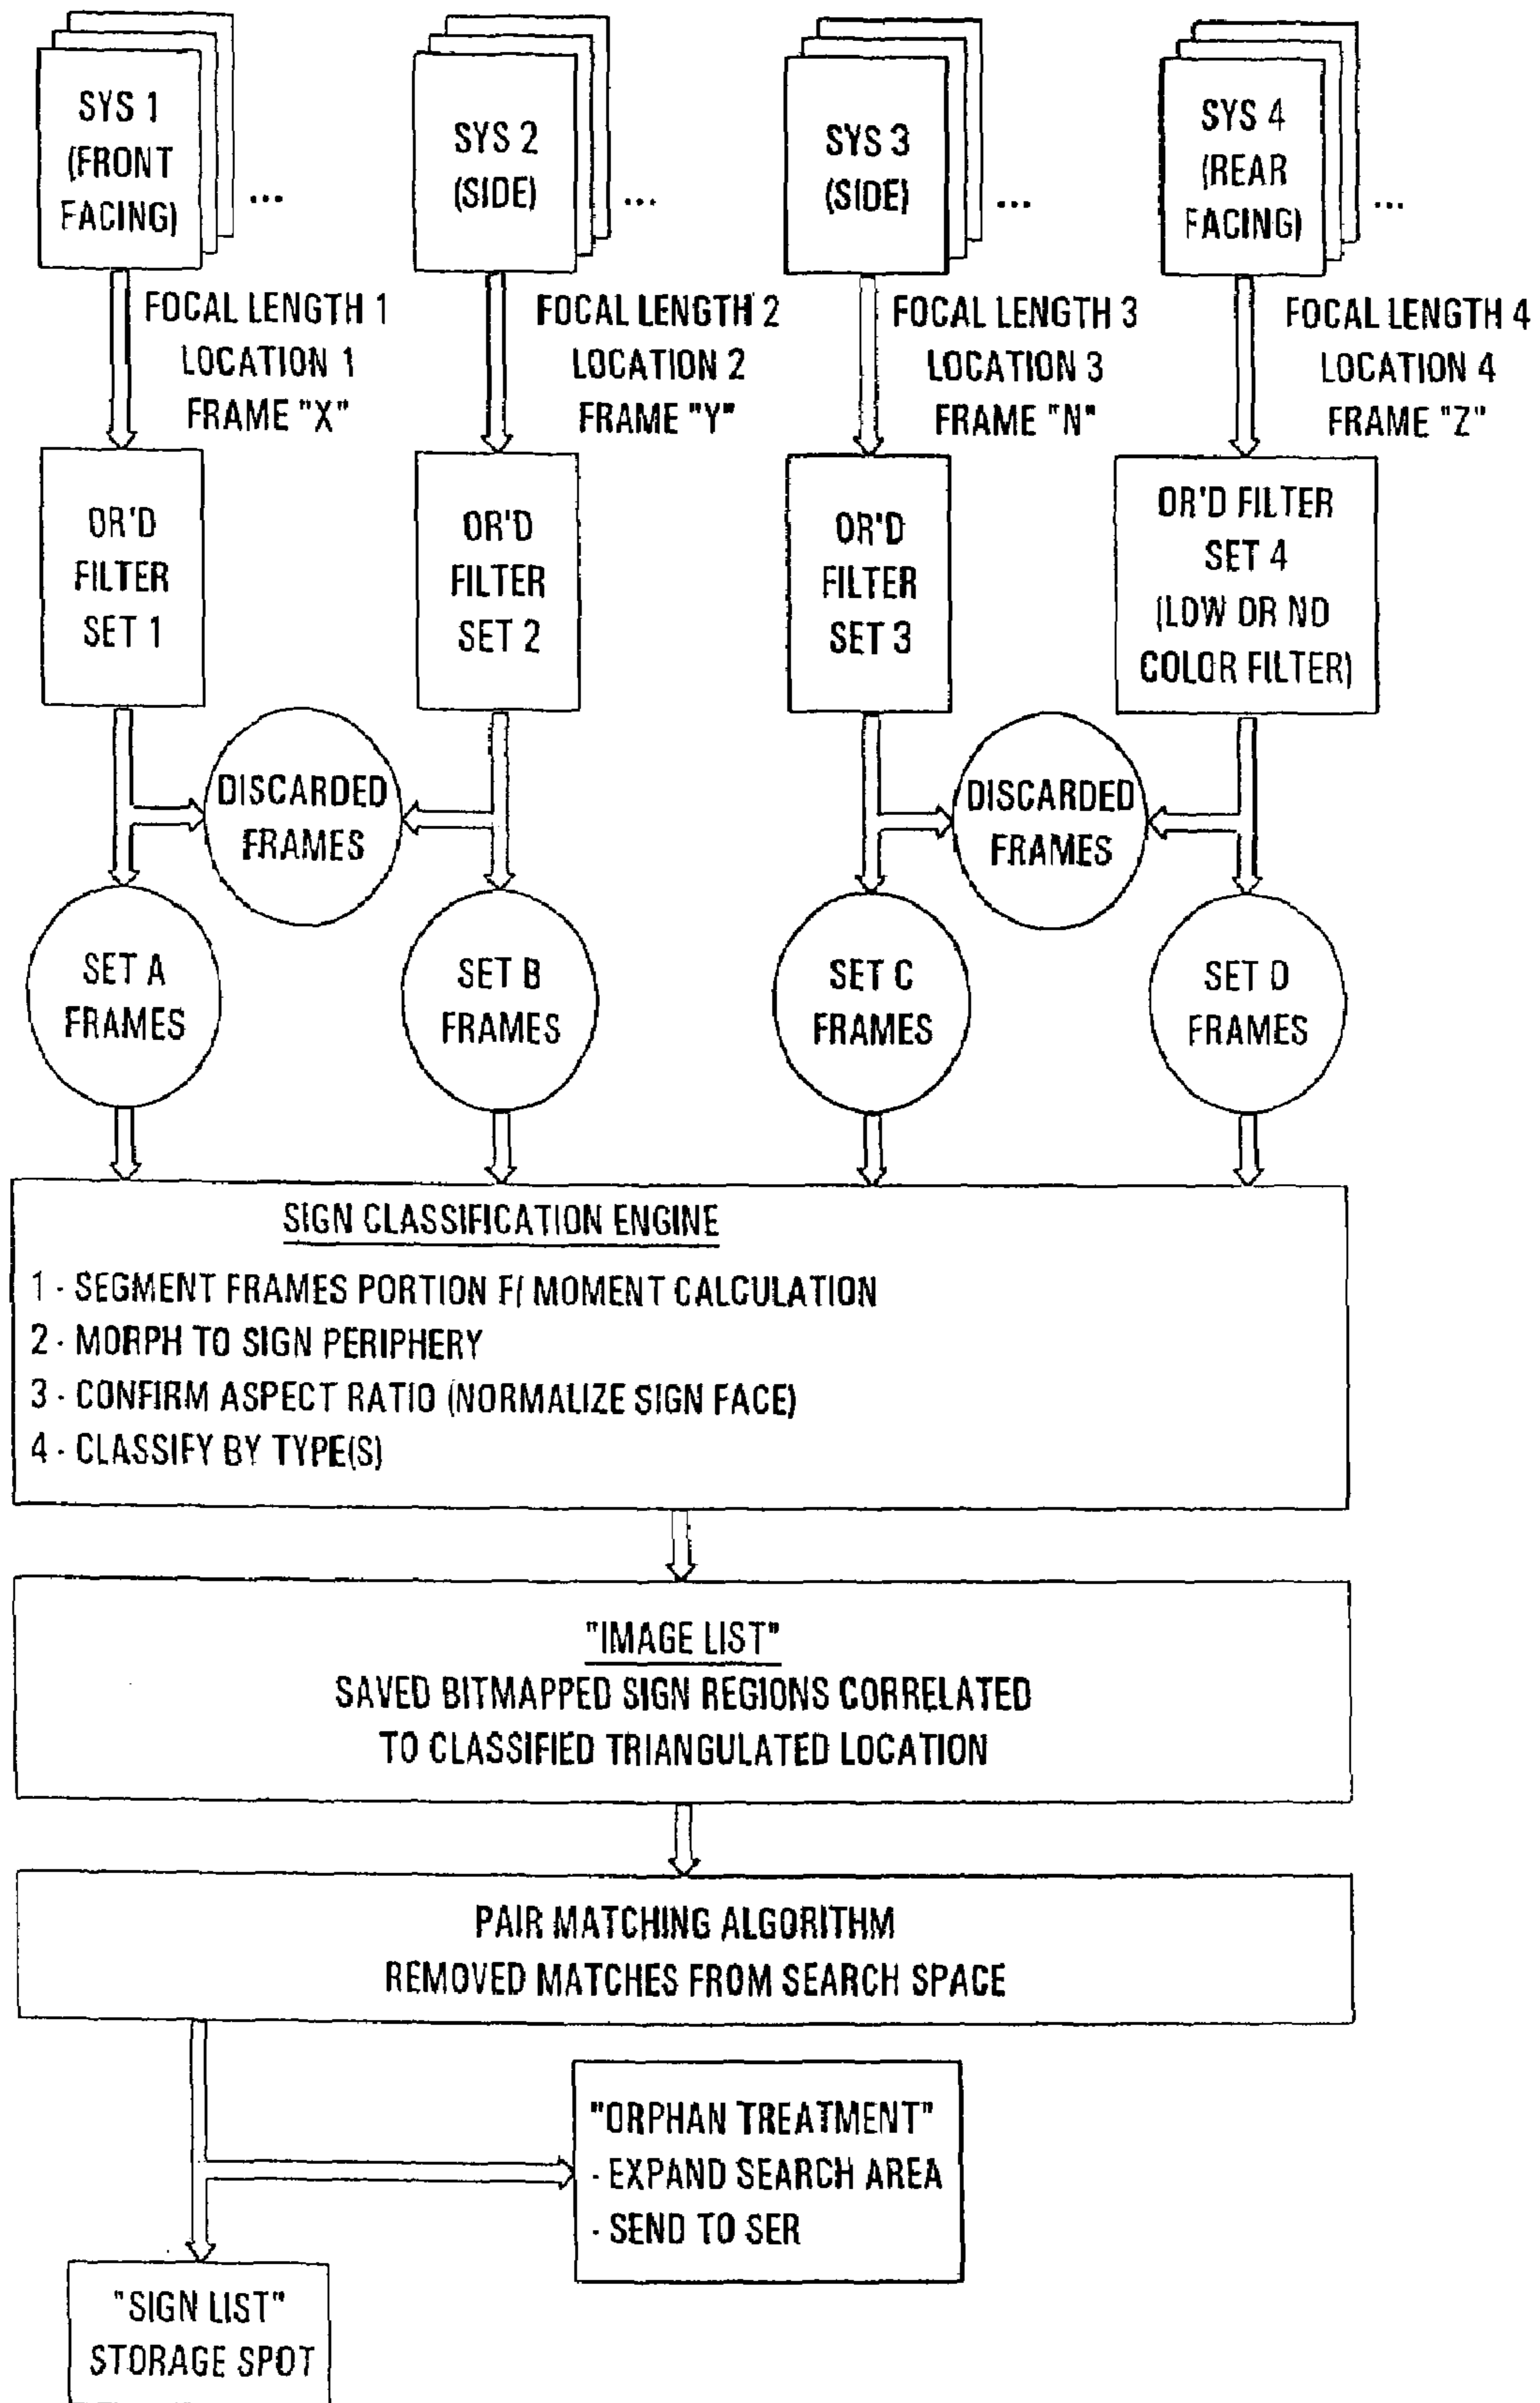 SYS 1
(FRONT
FACING)
...
SYS 2
(SIDE)
...
SYS 3
(SIDE)
...
SYS 4
(REAR
FACING)
...
FOCAL LENGTH 1
LOCATION 1
FRAME "X"
FOCAL LENGTH 2
LOCATION 2
FRAME "Y"
FOCAL LENGTH 3
LOCATION 3
FRAME "N"
FOCAL LENGTH 4
LOCATION 4
FRAME "Z"
OR'D
FILTER
SET 1
OR'D
FILTER
SET 2
OR'D
FILTER
SET 3
OR'D FILTER
SET 4
(LOW OR NO
COLOR FILTER)
DISCARDED
FRAMES
DISCARDED
FRAMES
SET A
FRAMES
SET B
FRAMES
SET C
FRAMES
SET D
FRAMES
SIGN CLASSIFICATION ENGINE
1 - SEGMENT FRAMES PORTION F/ MOMENT CALCULATION
2 - MORPH TO SIGN PERIPHERY
3 - CONFIRM ASPECT RATIO (NORMALIZE SIGN FACE)
4 - CLASSIFY BY TYPE(S)
"IMAGE LIST"
SAVED BITMAPPED SIGN REGIONS CORRELATED
TO CLASSIFIED TRIANGULATED LOCATION
PAIR MATCHING ALGORITHM
REMOVED MATCHES FROM SEARCH SPACE
"ORPHAN TREATMENT"
- EXPAND SEARCH AREA
- SEND TO SER
"SIGN LIST"
STORAGE SPOT